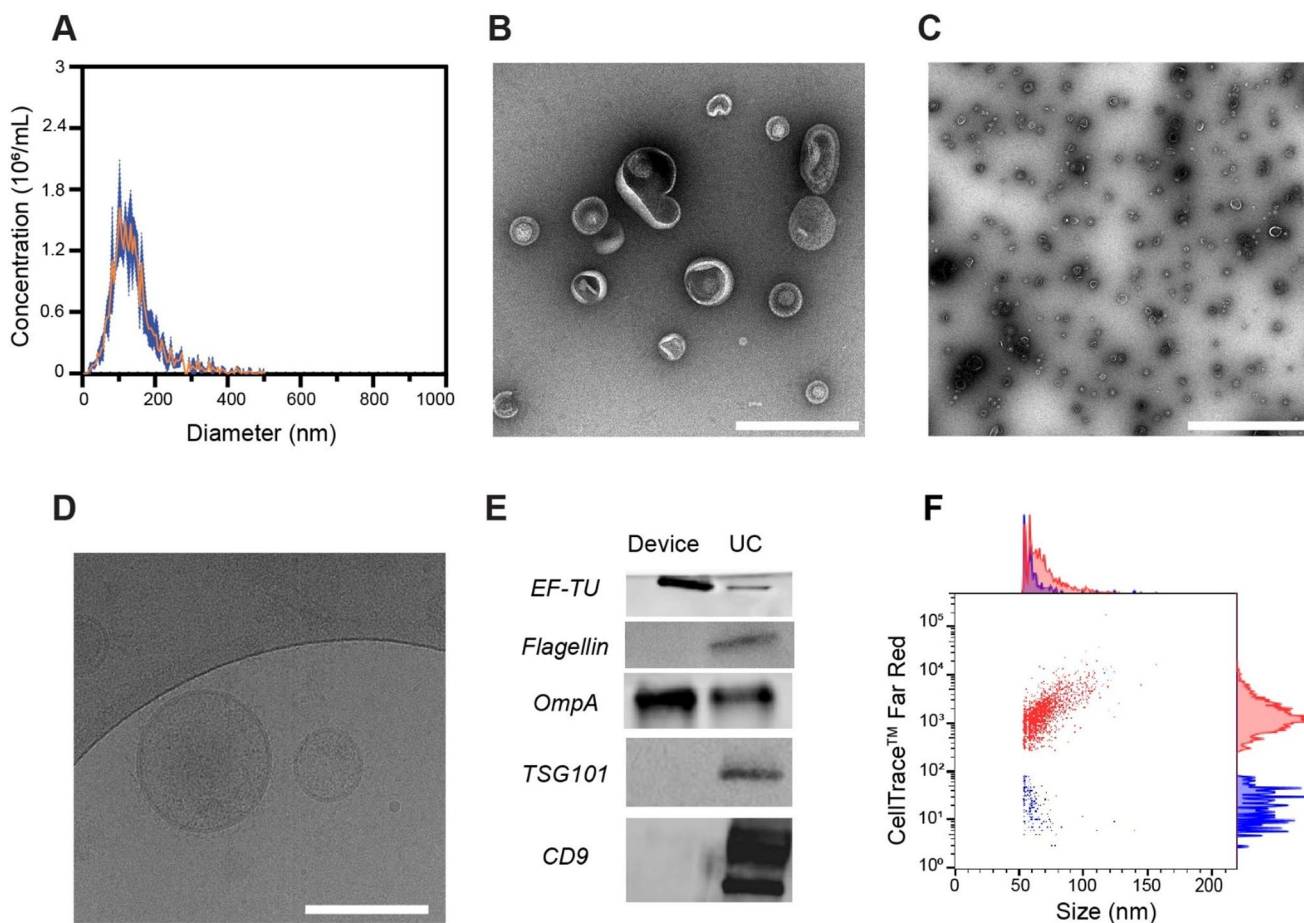 A
B
C
3
2.4
1.8
1.2
0.6
0
Concentration (10⁶/mL)
0 200 400 600 800 1000
Diameter (nm)
D
E
F
Device UC
EF-TU
Flagellin
OmpA
TSG101
CD9
CellTrace™ Far Red
10⁵
10⁴
10³
10²
10¹
10⁰
0 50 100 150 200
Size (nm)